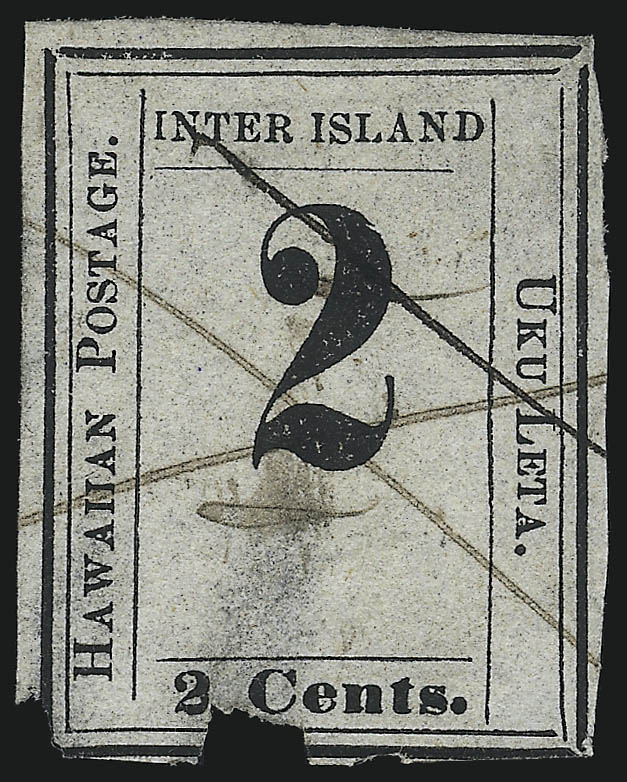 INTER ISLAND
HAWAIIAN POSTAGE.
2
UKU LETA.
2 Cents.